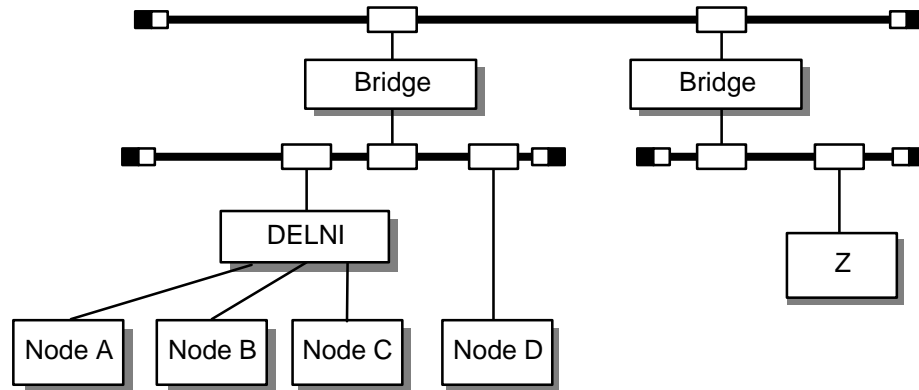 Bridge
Bridge
DELNI
Z
Node A
Node B
Node C
Node D